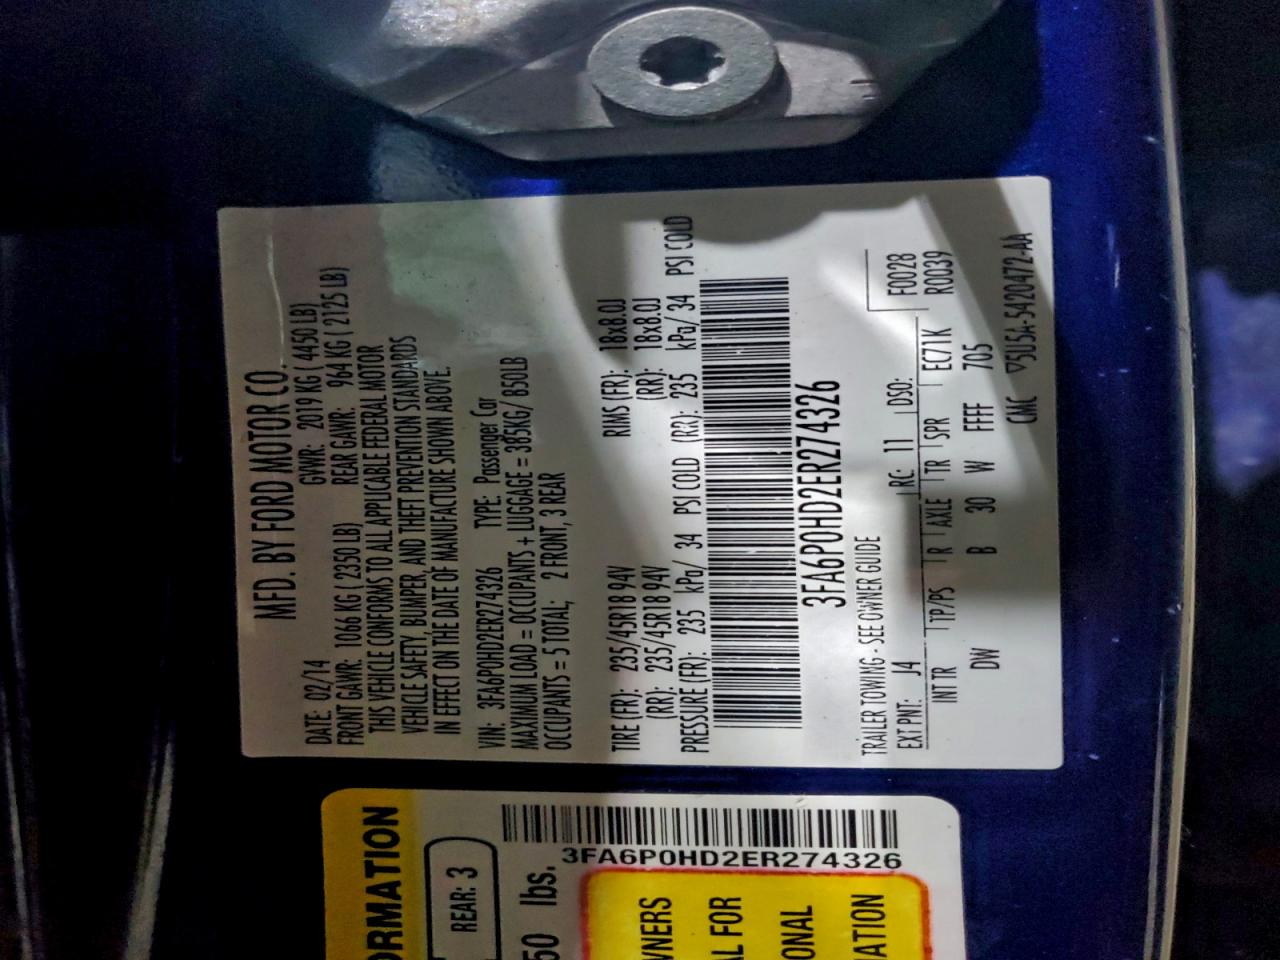 MFD. BY FORD MOTOR CO.
DATE: 02/14 GVWR: 2019 KG ( 4450 LB)
FRONT GAWR: 1066 KG ( 2350 LB) REAR GAWR: 964 KG ( 2125 LB)
THIS VEHICLE CONFORMS TO ALL APPLICABLE FEDERAL MOTOR
VEHICLE SAFETY, BUMPER, AND THEFT PREVENTION STANDARDS
IN EFFECT ON THE DATE OF MANUFACTURE SHOWN ABOVE.
VIN: 3FA6P0HD2ER274326 TYPE: Passenger Car
MAXIMUM LOAD = OCCUPANTS + LUGGAGE = 385KG/ 850LB
OCCUPANTS = 5 TOTAL; 2 FRONT, 3 REAR
TIRE (FR): 235/45R18 94V RIMS (FR): 18x8.0J
(RR): 235/45R18 94V (RR): 18x8.0J
PRESSURE (FR): 235 kPa/ 34 PSI COLD (RR): 235 kPa/ 34 PSI COLD
3FA6P0HD2ER274326
TRAILER TOWING - SEE OWNER GUIDE
EXT PNT: J4 RC: 11 DSO: F0028
INT TR TP/PS R AXLE TR SPR EC71K R0039
DW B 30 W FFFF 705
CMC ▽5U5A-5420472-AA
ORMATION
REAR: 3
50 lbs.
3FA6P0HD2ER274326
WNERS
AL FOR
ONAL
ATION